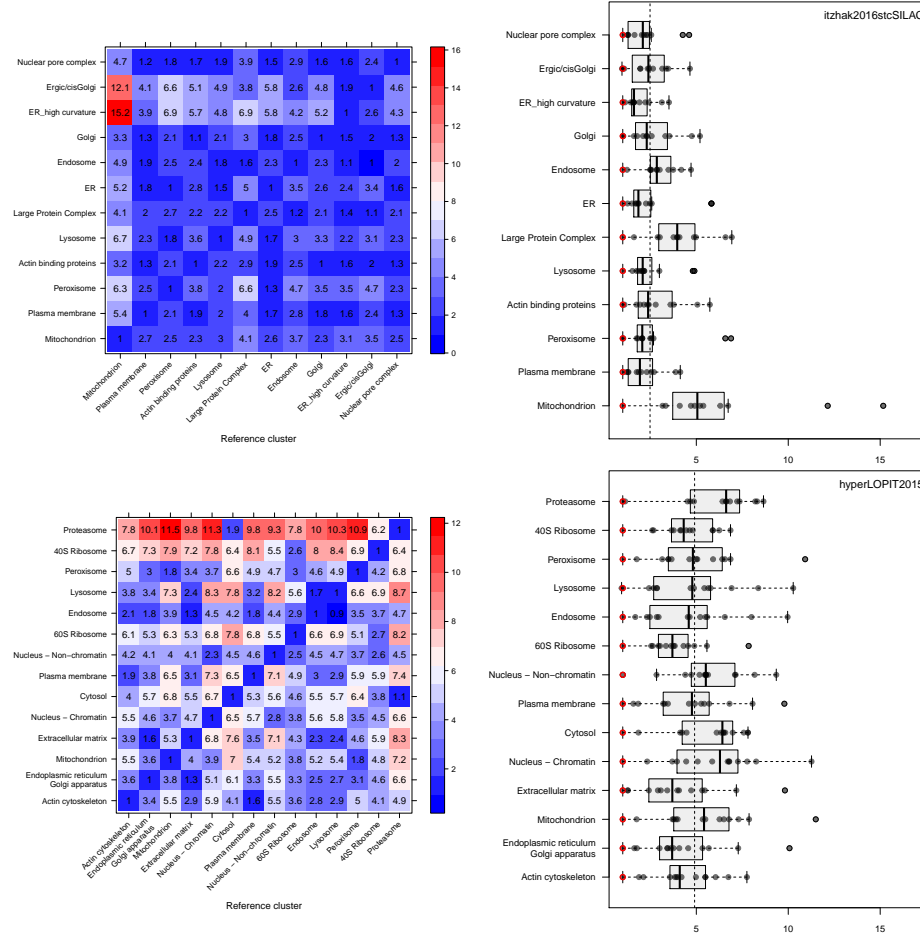 Nuclear pore complex 4.7 1.2 1.8 1.7 1.9 3.9 1.5 2.9 1.6 1.6 2.4 1
Ergic/cisGolgi 12.1 4.1 6.6 5.1 4.9 3.8 5.8 2.6 4.8 1.9 1 4.6
ER_high curvature 15.2 3.9 6.9 5.7 4.8 6.9 5.8 4.2 5.2 1 2.6 4.3
Golgi 3.3 1.3 2.1 1.1 2.1 3 1.8 2.5 1 1.5 2 1.3
Endosome 4.9 1.9 2.5 2.4 1.8 1.6 2.3 1 2.3 1.1 1 2
ER 5.2 1.8 1 2.8 1.5 5 1 3.5 2.6 2.4 3.4 1.6
Large Protein Complex 4.1 2 2.7 2.2 2.2 1 2.5 1.2 2.1 1.4 1.1 2.1
Lysosome 6.7 2.3 1.8 3.6 1 4.9 1.7 3 3.3 2.2 3.1 2.3
Actin binding proteins 3.2 1.3 2.1 1 2.2 2.9 1.9 2.5 1 1.6 2 1.3
Peroxisome 6.3 2.5 1 3.8 2 6.6 1.3 4.7 3.5 3.5 4.7 2.3
Plasma membrane 5.4 1 2.1 1.9 2 4 1.7 2.8 1.8 1.6 2.4 1.3
Mitochondrion 1 2.7 2.5 2.3 3 4.1 2.6 3.7 2.3 3.1 3.5 2.5
Mitochondrion
Plasma membrane
Peroxisome
Actin binding proteins
Lysosome
Large Protein Complex
ER
Endosome
Golgi
ER_high curvature
Ergic/cisGolgi
Nuclear pore complex
Reference cluster
16
14
12
10
8
6
4
2
0
itzhak2016stcSILAC
Nuclear pore complex
Ergic/cisGolgi
ER_high curvature
Golgi
Endosome
ER
Large Protein Complex
Lysosome
Actin binding proteins
Peroxisome
Plasma membrane
Mitochondrion
5 10 15
Proteasome 7.8 10.1 11.5 9.8 11.3 1.9 9.8 9.3 7.8 10 10.3 10.9 6.2 1
40S Ribosome 6.7 7.3 7.9 7.2 7.8 6.4 8.1 5.5 2.6 8 8.4 6.9 1 6.4
Peroxisome 5 3 1.8 3.4 3.7 6.6 4.9 4.7 3 4.6 4.9 1 4.2 6.8
Lysosome 3.8 3.4 7.3 2.4 8.3 7.8 3.2 8.2 5.6 1.7 1 6.6 6.9 8.7
Endosome 2.1 1.8 3.9 1.3 4.5 4.2 1.8 4.4 2.9 1 0.9 3.5 3.7 4.7
60S Ribosome 6.1 5.3 6.3 5.3 6.8 7.8 6.8 5.5 1 6.6 6.9 5.1 2.7 8.2
Nucleus − Non−chromatin 4.2 4.1 4 4.1 2.3 4.5 4.6 1 2.5 4.5 4.7 3.7 2.6 4.5
Plasma membrane 1.9 3.8 6.5 3.1 7.3 6.5 1 7.1 4.9 3 2.9 5.9 5.9 7.4
Cytosol 4 5.7 6.8 5.5 6.7 1 5.3 5.6 4.6 5.5 5.7 6.4 3.8 1.1
Nucleus − Chromatin 5.5 4.6 3.7 4.7 1 6.5 5.7 2.8 3.8 5.6 5.8 3.5 4.5 6.6
Extracellular matrix 3.9 1.6 5.3 1 6.8 7.6 3.5 7.1 4.3 2.3 2.4 4.5 5.9 8.3
Mitochondrion 5.5 3.6 1 4 3.9 7 5.4 5.2 3.8 5.2 5.4 1.8 4.8 7.2
Endoplasmic reticulum
Golgi apparatus 3.6 1 3.8 1.3 5.1 6.1 3.3 5.5 3.3 2.5 2.7 3.1 4.6 6.6
Actin cytoskeleton 1 3.4 5.5 2.9 5.9 4.1 1.6 5.5 3.6 2.8 2.9 5 4.1 4.9
Actin cytoskeleton
Endoplasmic reticulum
Golgi apparatus
Mitochondrion
Extracellular matrix
Nucleus − Chromatin
Cytosol
Plasma membrane
Nucleus − Non−chromatin
60S Ribosome
Endosome
Lysosome
Peroxisome
40S Ribosome
Proteasome
Reference cluster
12
10
8
6
4
2
hyperLOPIT2015
Proteasome
40S Ribosome
Peroxisome
Lysosome
Endosome
60S Ribosome
Nucleus − Non−chromatin
Plasma membrane
Cytosol
Nucleus − Chromatin
Extracellular matrix
Mitochondrion
Endoplasmic reticulum
Golgi apparatus
Actin cytoskeleton
5 10 15